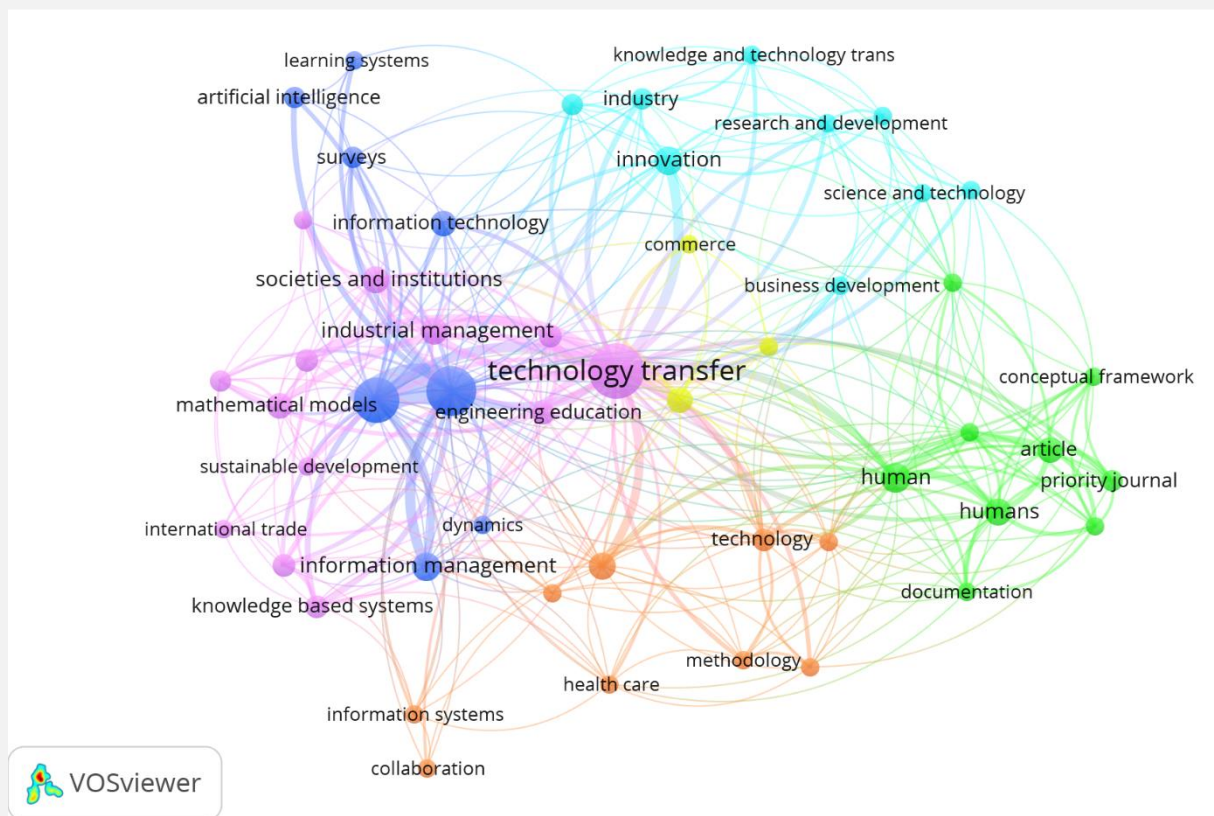 learning systems
knowledge and technology trans
artificial intelligence
industry
research and development
surveys
innovation
science and technology
information technology
commerce
societies and institutions
business development
industrial management
technology transfer
conceptual framework
mathematical models
engineering education
article
sustainable development
human
priority journal
humans
international trade
dynamics
technology
information management
documentation
knowledge based systems
methodology
health care
information systems
collaboration
VOSviewer